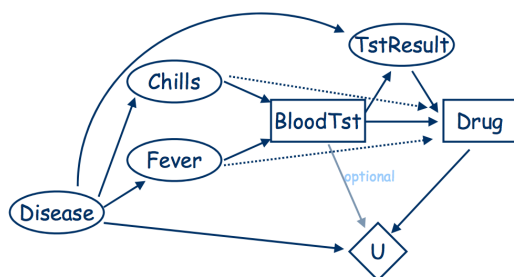 TstResult
Chills
BloodTst
Drug
Fever
optional
Disease
U